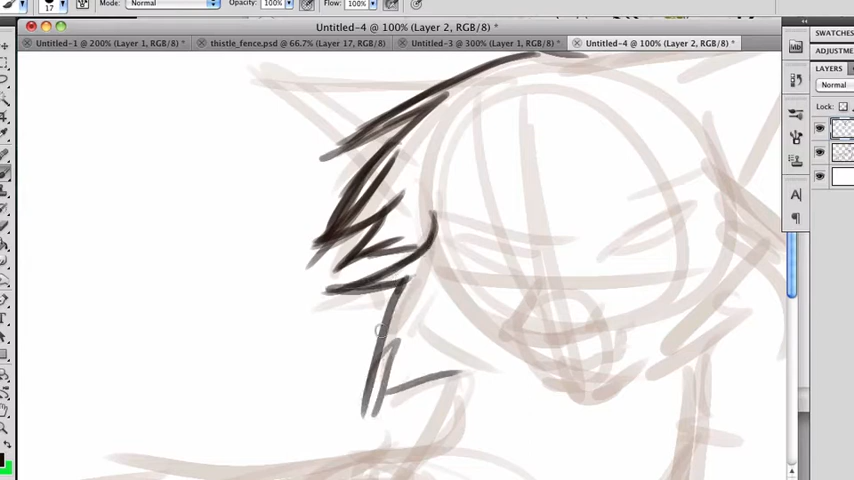 17 Mode: Normal Opacity: 100% Flow: 100%
Untitled-4 @ 100% (Layer 2, RGB/8) *
Untitled-1 @ 200% (Layer 1, RGB/8) * thistle_fence.psd @ 66.7% (Layer 17, RGB/8) Untitled-3 @ 300% (Layer 1, RGB/8) * Untitled-4 @ 100% (Layer 2, RGB/8) *
SWATCHES
ADJUSTME
LAYERS
Normal
Lock: